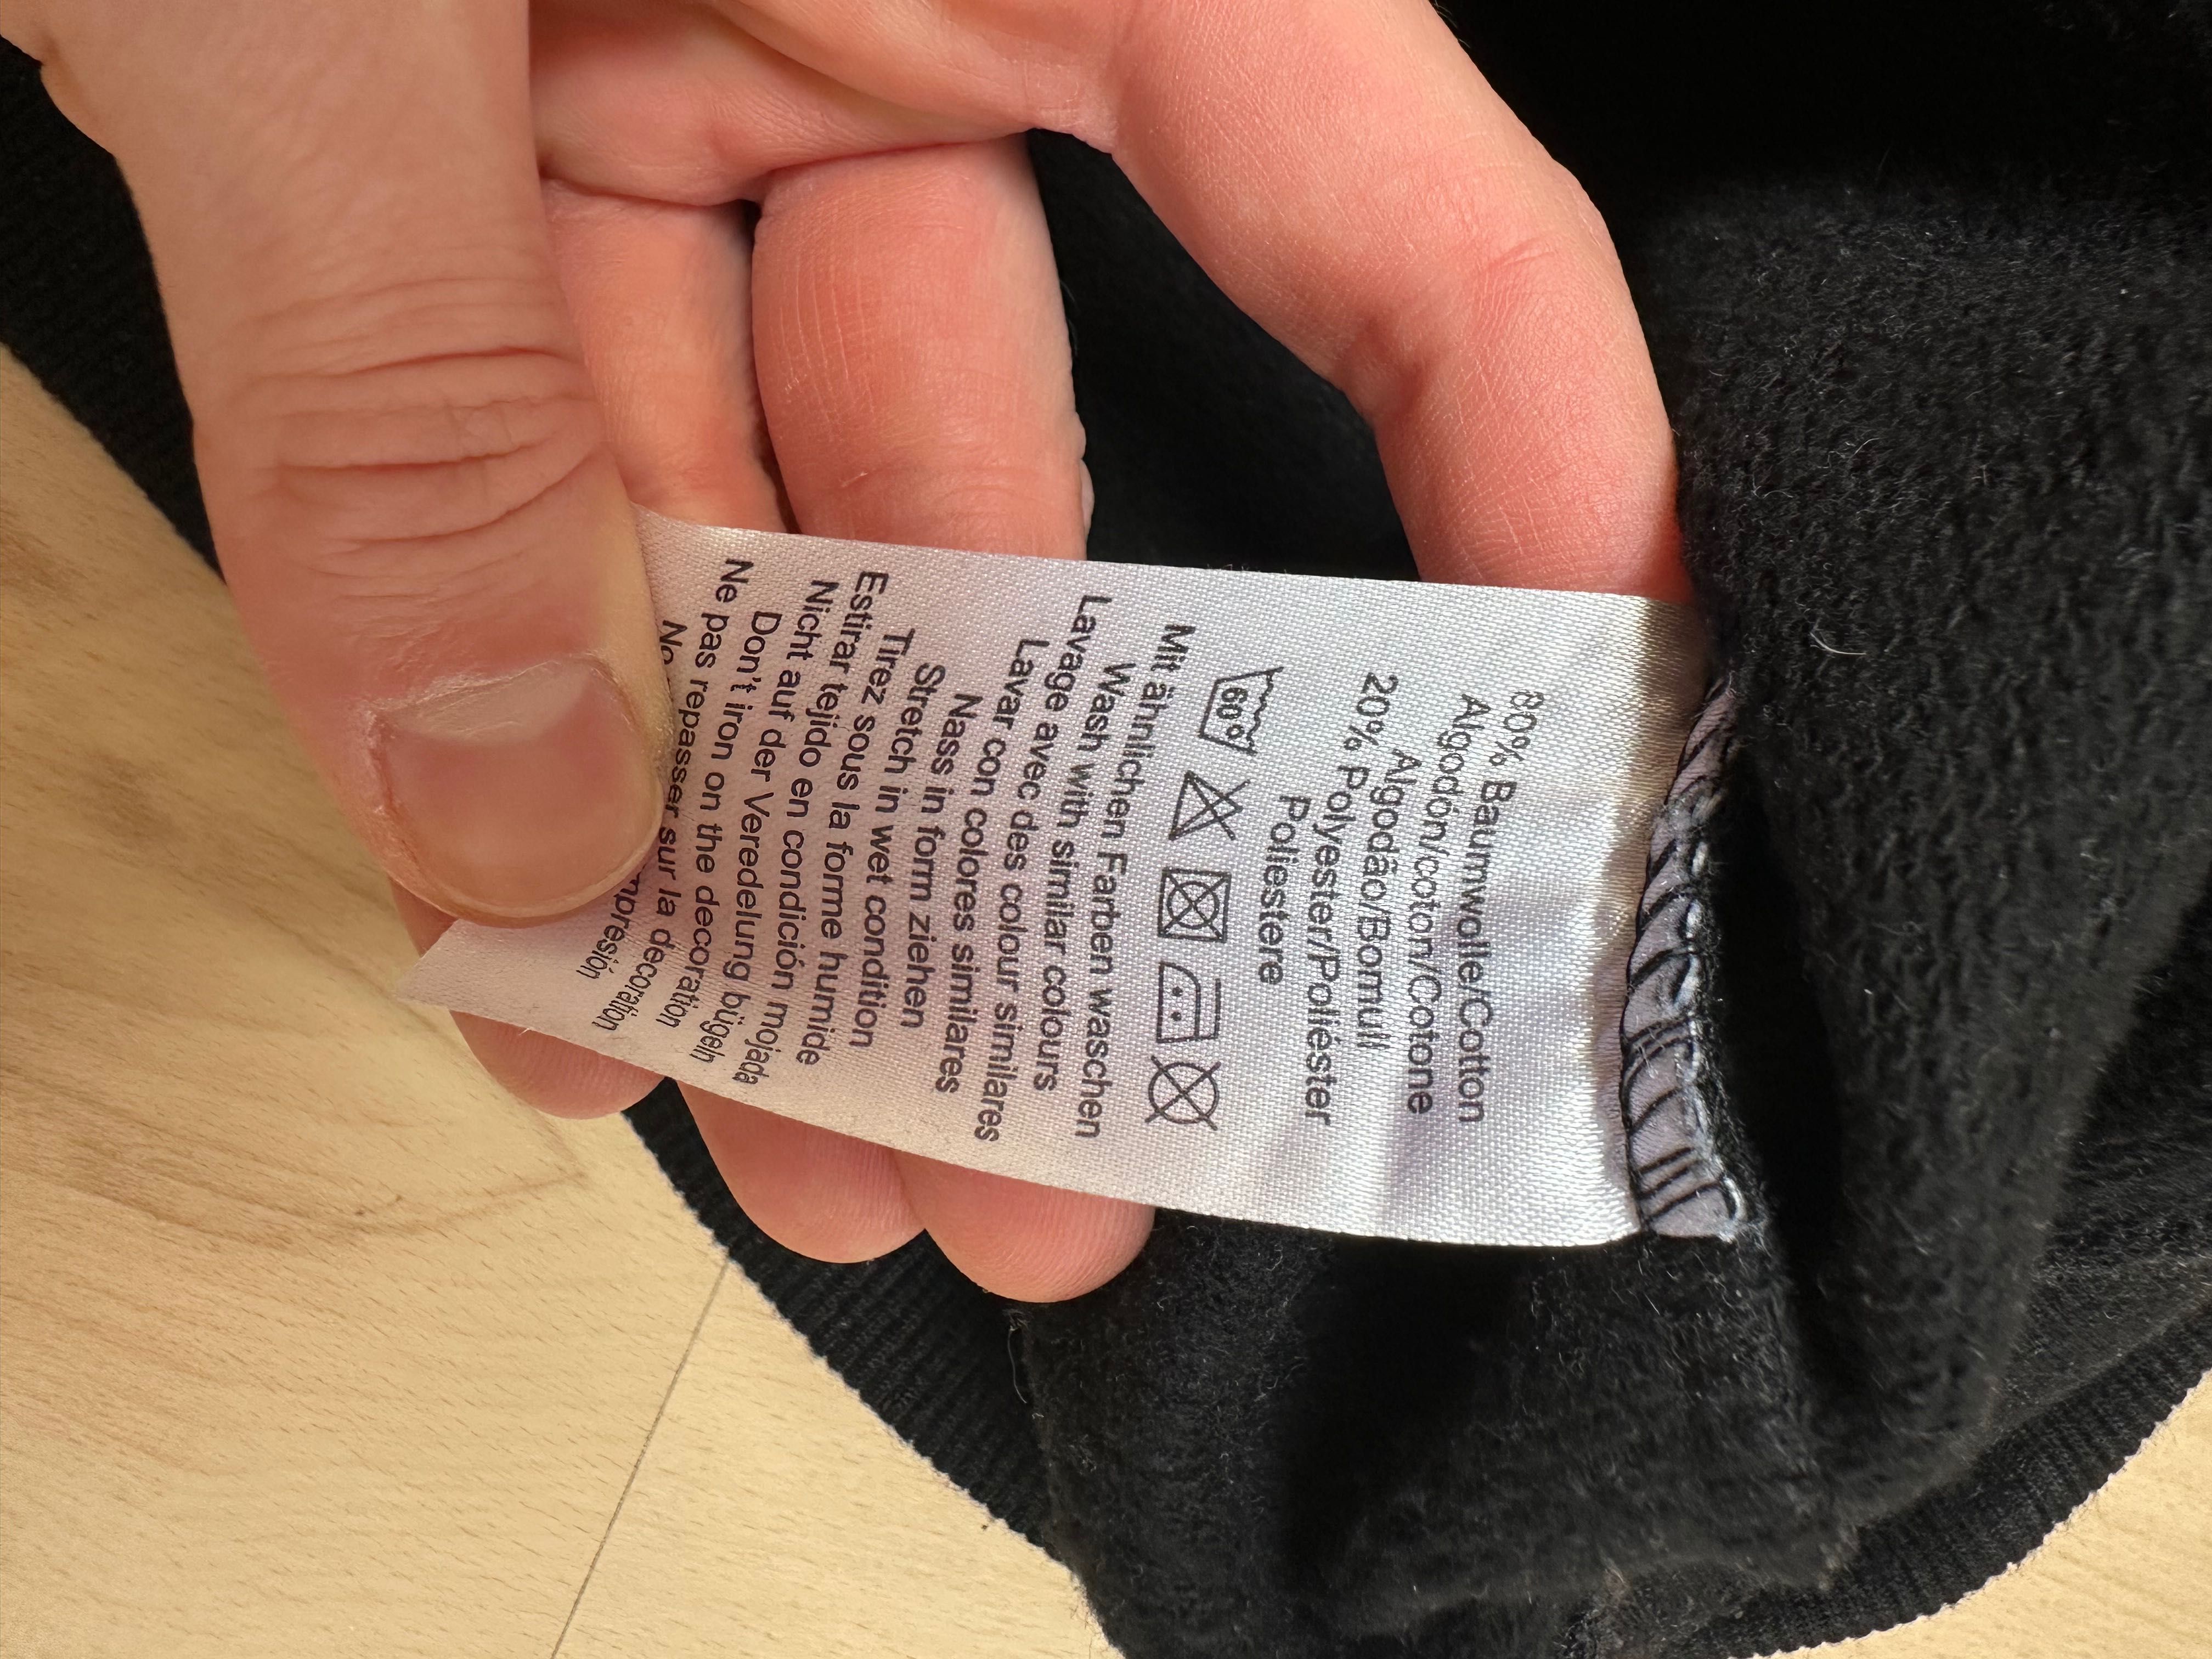 80% Baumwolle/Cotton
Algodón/coton/Cotone
Algodão/Bomull
20% Polyester/Poliéster
Poliestere
60°
Mit ähnlichen Farben waschen
Wash with similar colours
Lavage avec des colour similares
Lavar con colores similares
Nass in form ziehen
Stretch in wet condition
Tirez sous la forme humide
Estirar tejido en condición mojada
Nicht auf der Veredelung bügeln
Don't iron on the decoration
Ne pas repasser sur la decoration
No